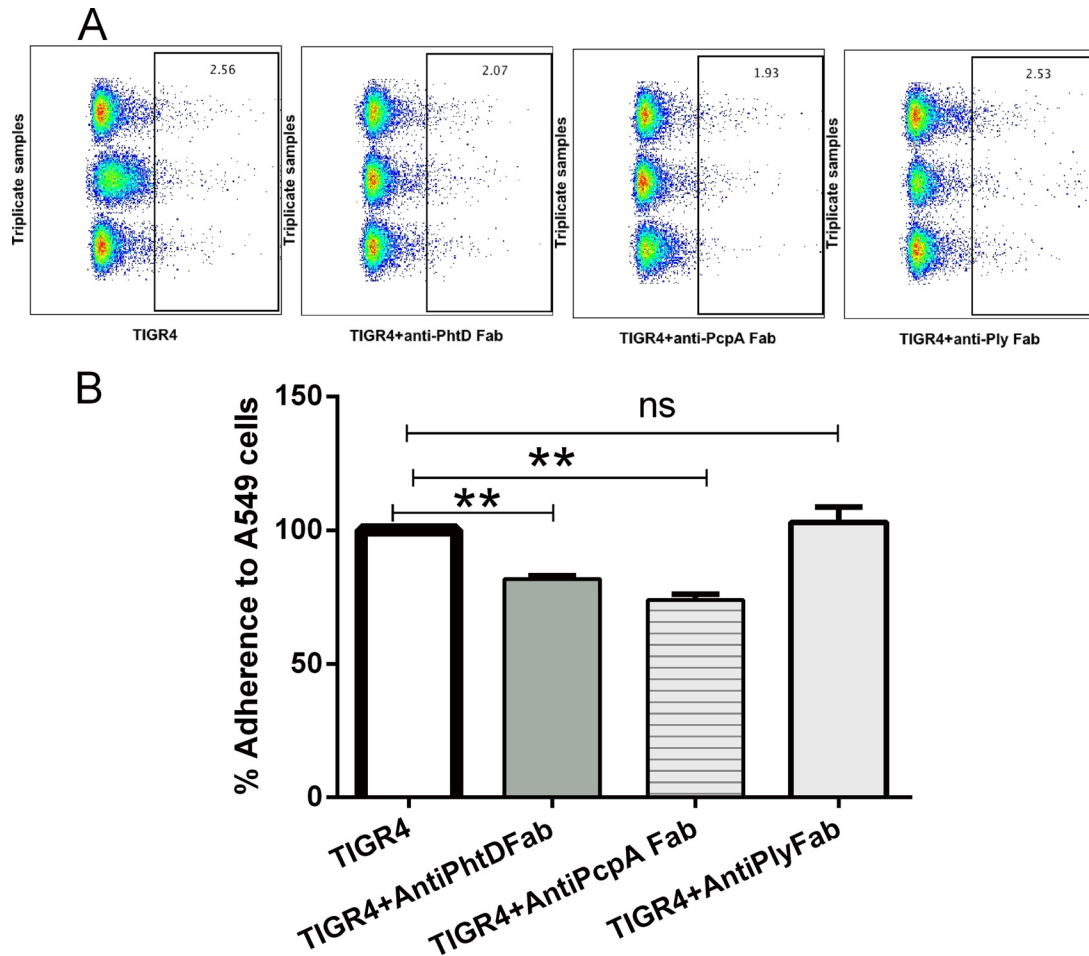 A
2.56
2.07
1.93
2.53
Triplicate samples
Triplicate samples
Triplicate samples
Triplicate samples
TIGR4
TIGR4+anti-PhtD Fab
TIGR4+anti-PcpA Fab
TIGR4+anti-Ply Fab
B
% Adherence to A549 cells
150
100
50
0
ns
**
**
TIGR4
TIGR4+AntiPhtDFab
TIGR4+AntiPcpA Fab
TIGR4+AntiPlyFab